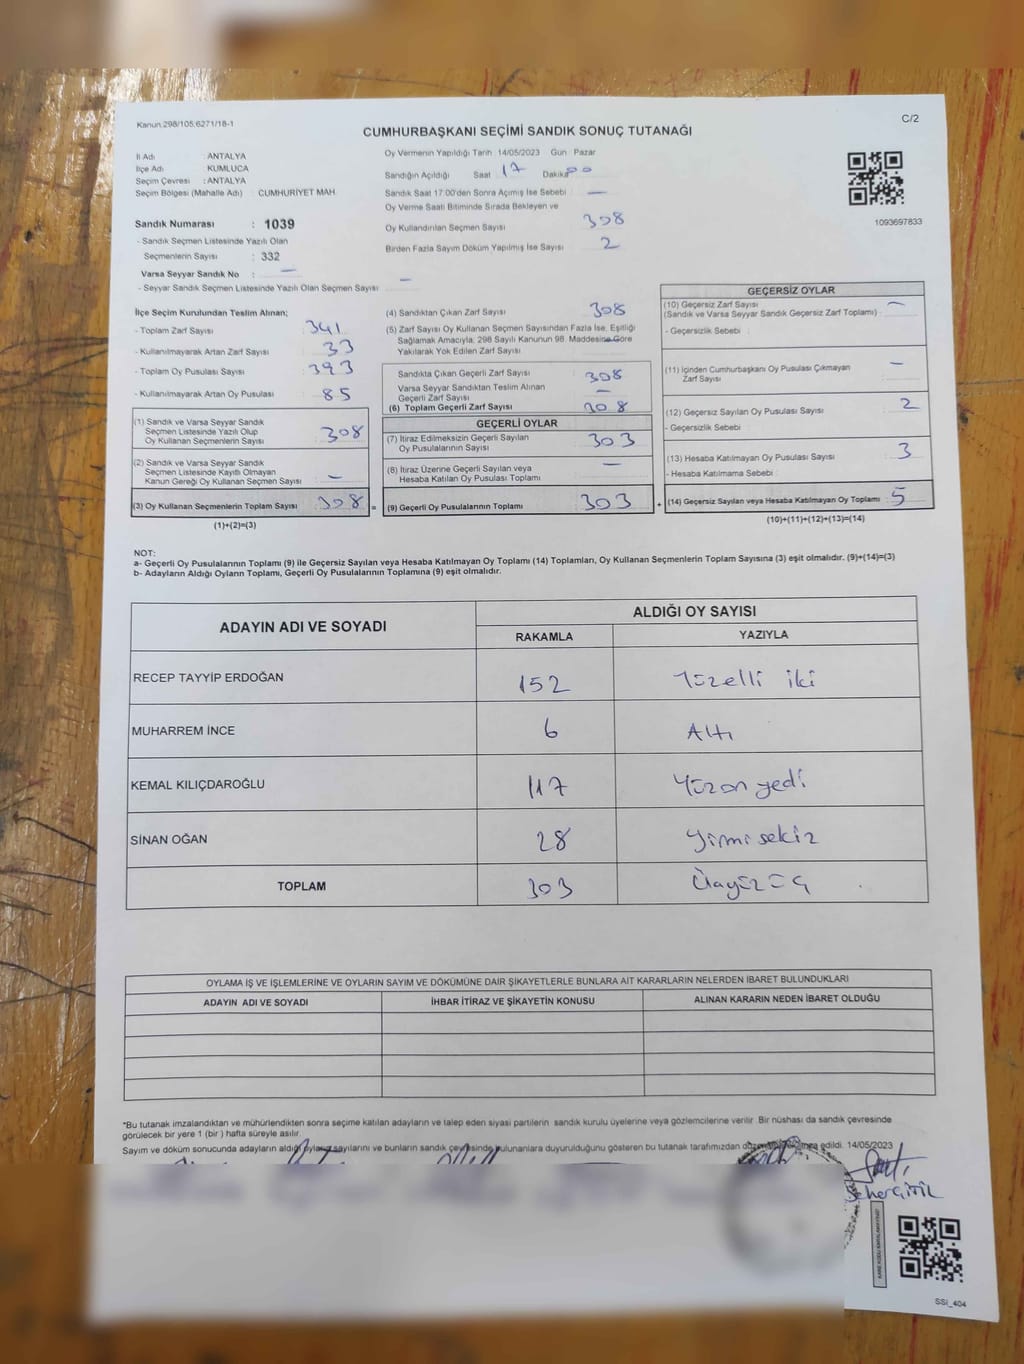 Kanun.298/105;6271/18-1
C/2
CUMHURBAŞKANI SEÇİMİ SANDIK SONUÇ TUTANAĞI
İl Adı : ANTALYA
İlçe Adı : KUMLUCA
Seçim Çevresi : ANTALYA
Seçim Bölgesi (Mahalle Adı) : CUMHURİYET MAH.
Sandık Numarası : 1039
- Sandık Seçmen Listesinde Yazılı Olan
Seçmenlerin Sayısı : 332
Varsa Seyyar Sandık No : —
- Seyyar Sandık Seçmen Listesinde Yazılı Olan Seçmen Sayısı : —
Oy Vermenin Yapıldığı Tarih 14/05/2023 Gün : Pazar
Sandığın Açıldığı Saat 17 Dakika 00
Sandık Saat 17:00'den Sonra Açımış İse Sebebi : —
Oy Verme Saati Bitiminde Sırada Bekleyen ve
Oy Kullandırılan Seçmen Sayısı 308
Birden Fazla Sayım Döküm Yapılmış İse Sayısı 2
1093697833
İlçe Seçim Kurulundan Teslim Alınan;
- Toplam Zarf Sayısı : 341
- Kullanılmayarak Artan Zarf Sayısı : 33
- Toplam Oy Pusulası Sayısı : 393
- Kullanılmayarak Artan Oy Pusulası : 85
(1) Sandık ve Varsa Seyyar Sandık
Seçmen Listesinde Yazılı Olup
Oy Kullanan Seçmenlerin Sayısı : 308
(2) Sandık ve Varsa Seyyar Sandık
Seçmen Listesinde Kayıtlı Olmayan
Kanun Gereği Oy Kullanan Seçmen Sayısı : —
(3) Oy Kullanan Seçmenlerin Toplam Sayısı : 308 =
(1)+(2)=(3)
(4) Sandıktan Çıkan Zarf Sayısı 308
(5) Zarf Sayısı Oy Kullanan Seçmen Sayısından Fazla İse, Eşitliği
Sağlamak Amacıyla, 298 Sayılı Kanunun 98. Maddesine Göre
Yakılarak Yok Edilen Zarf Sayısı —
Sandıkta Çıkan Geçerli Zarf Sayısı 308
Varsa Seyyar Sandıktan Teslim Alınan
Geçerli Zarf Sayısı —
(6) Toplam Geçerli Zarf Sayısı 308
GEÇERLİ OYLAR
(7) İtiraz Edilmeksizin Geçerli Sayılan
Oy Pusulalarının Sayısı : 303
(8) İtiraz Üzerine Geçerli Sayılan veya
Hesaba Katılan Oy Pusulası Toplamı : —
(9) Geçerli Oy Pusulalarının Toplamı : 303 +
GEÇERSİZ OYLAR
(10) Geçersiz Zarf Sayısı
(Sandık ve Varsa Seyyar Sandık Geçersiz Zarf Toplamı) : —
- Geçersizlik Sebebi :
(11) İçinden Cumhurbaşkanı Oy Pusulası Çıkmayan
Zarf Sayısı : —
(12) Geçersiz Sayılan Oy Pusulası Sayısı : 2
- Geçersizlik Sebebi :
(13) Hesaba Katılmayan Oy Pusulası Sayısı : 3
- Hesaba Katılmama Sebebi :
(14) Geçersiz Sayılan veya Hesaba Katılmayan Oy Toplamı : 5
(10)+(11)+(12)+(13)=(14)
NOT:
a- Geçerli Oy Pusulalarının Toplamı (9) ile Geçersiz Sayılan veya Hesaba Katılmayan Oy Toplamı (14) Toplamları, Oy Kullanan Seçmenlerin Toplam Sayısına (3) eşit olmalıdır. (9)+(14)=(3)
b- Adayların Aldığı Oyların Toplamı, Geçerli Oy Pusulalarının Toplamına (9) eşit olmalıdır.
ADAYIN ADI VE SOYADI
ALDIĞI OY SAYISI
RAKAMLA YAZIYLA
RECEP TAYYİP ERDOĞAN 152 Yüzelli iki
MUHARREM İNCE 6 Altı
KEMAL KILIÇDAROĞLU 117 Yüzon yedi
SİNAN OĞAN 28 Yirmi sekiz
TOPLAM 303 Üçyüz üç
OYLAMA İŞ VE İŞLEMLERİNE VE OYLARIN SAYIM VE DÖKÜMÜNE DAİR ŞİKAYETLERLE BUNLARA AİT KARARLARIN NELERDEN İBARET BULUNDUKLARI
ADAYIN ADI VE SOYADI İHBAR İTİRAZ VE ŞİKAYETİN KONUSU ALINAN KARARIN NEDEN İBARET OLDUĞU
*Bu tutanak imzalandıktan ve mühürlendikten sonra seçime katılan adayların ve talep eden siyasi partilerin sandık kurulu üyelerine veya gözlemcilerine verilir. Bir nüshası da sandık çevresinde
görülecek bir yere 1 (bir ) hafta süreyle asılır.
Sayım ve döküm sonucunda adayların aldığı oyların sayılarını ve bunların sandık çevresinde bulunanlara duyurulduğunu gösteren bu tutanak tarafımızdan edildi. 14/05/2023
SSİ_404